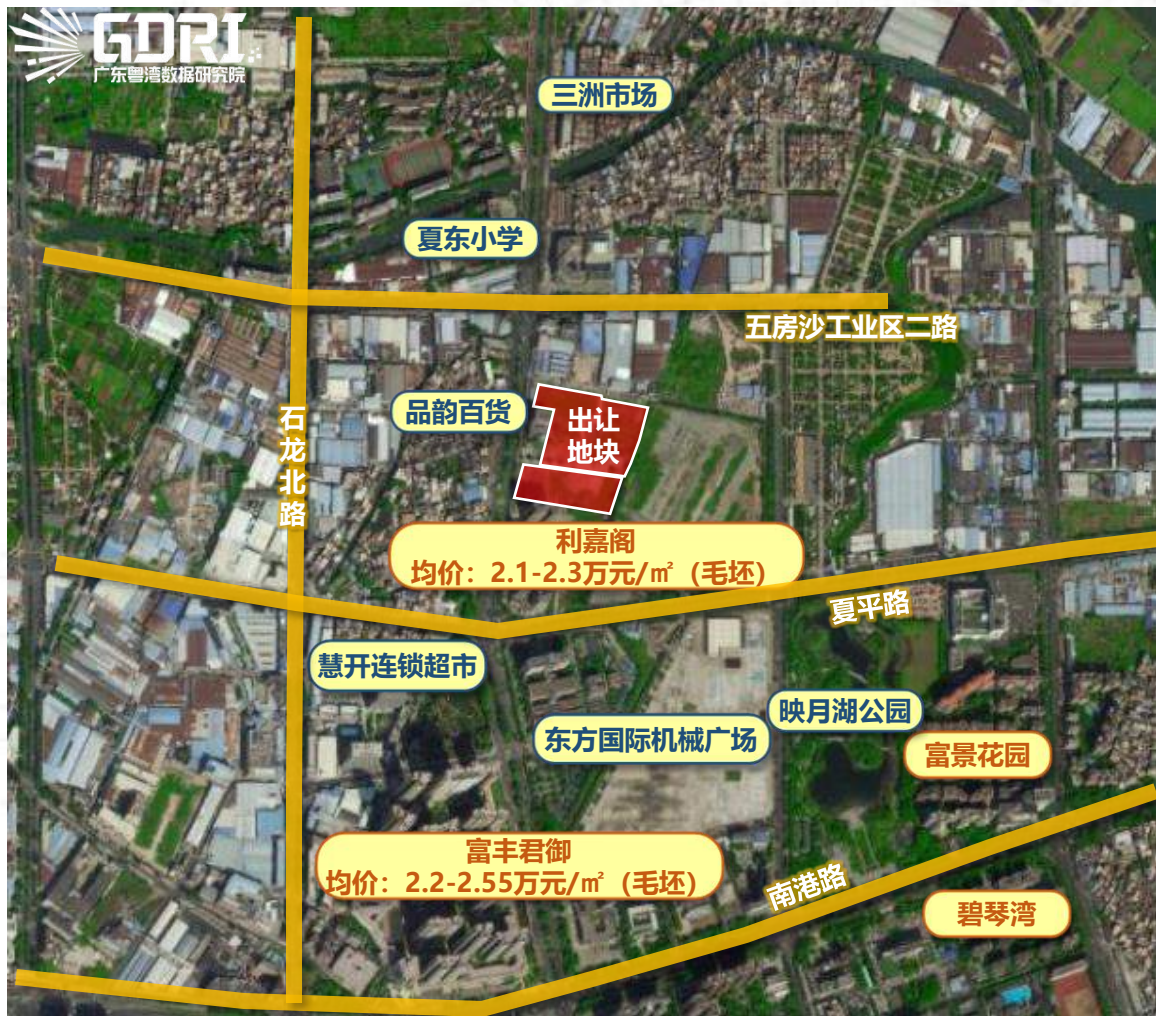 GDRI
广东粤湾数据研究院
三洲市场
夏东小学
五房沙工业区二路
品韵百货
出让
地块
石龙北路
利嘉阁
均价：2.1-2.3万元/㎡（毛坯）
夏平路
慧开连锁超市
映月湖公园
东方国际机械广场
富景花园
富丰君御
均价：2.2-2.55万元/㎡（毛坯）
南港路
碧琴湾